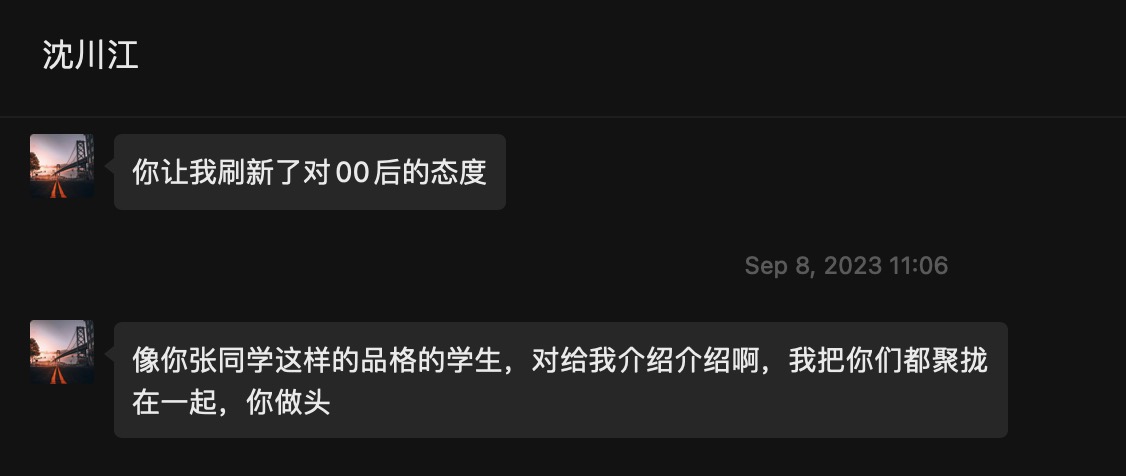 沈川江
你让我刷新了对00后的态度
Sep 8, 2023 11:06
像你张同学这样的品格的学生，对给我介绍介绍啊，我把你们都聚拢
在一起，你做头